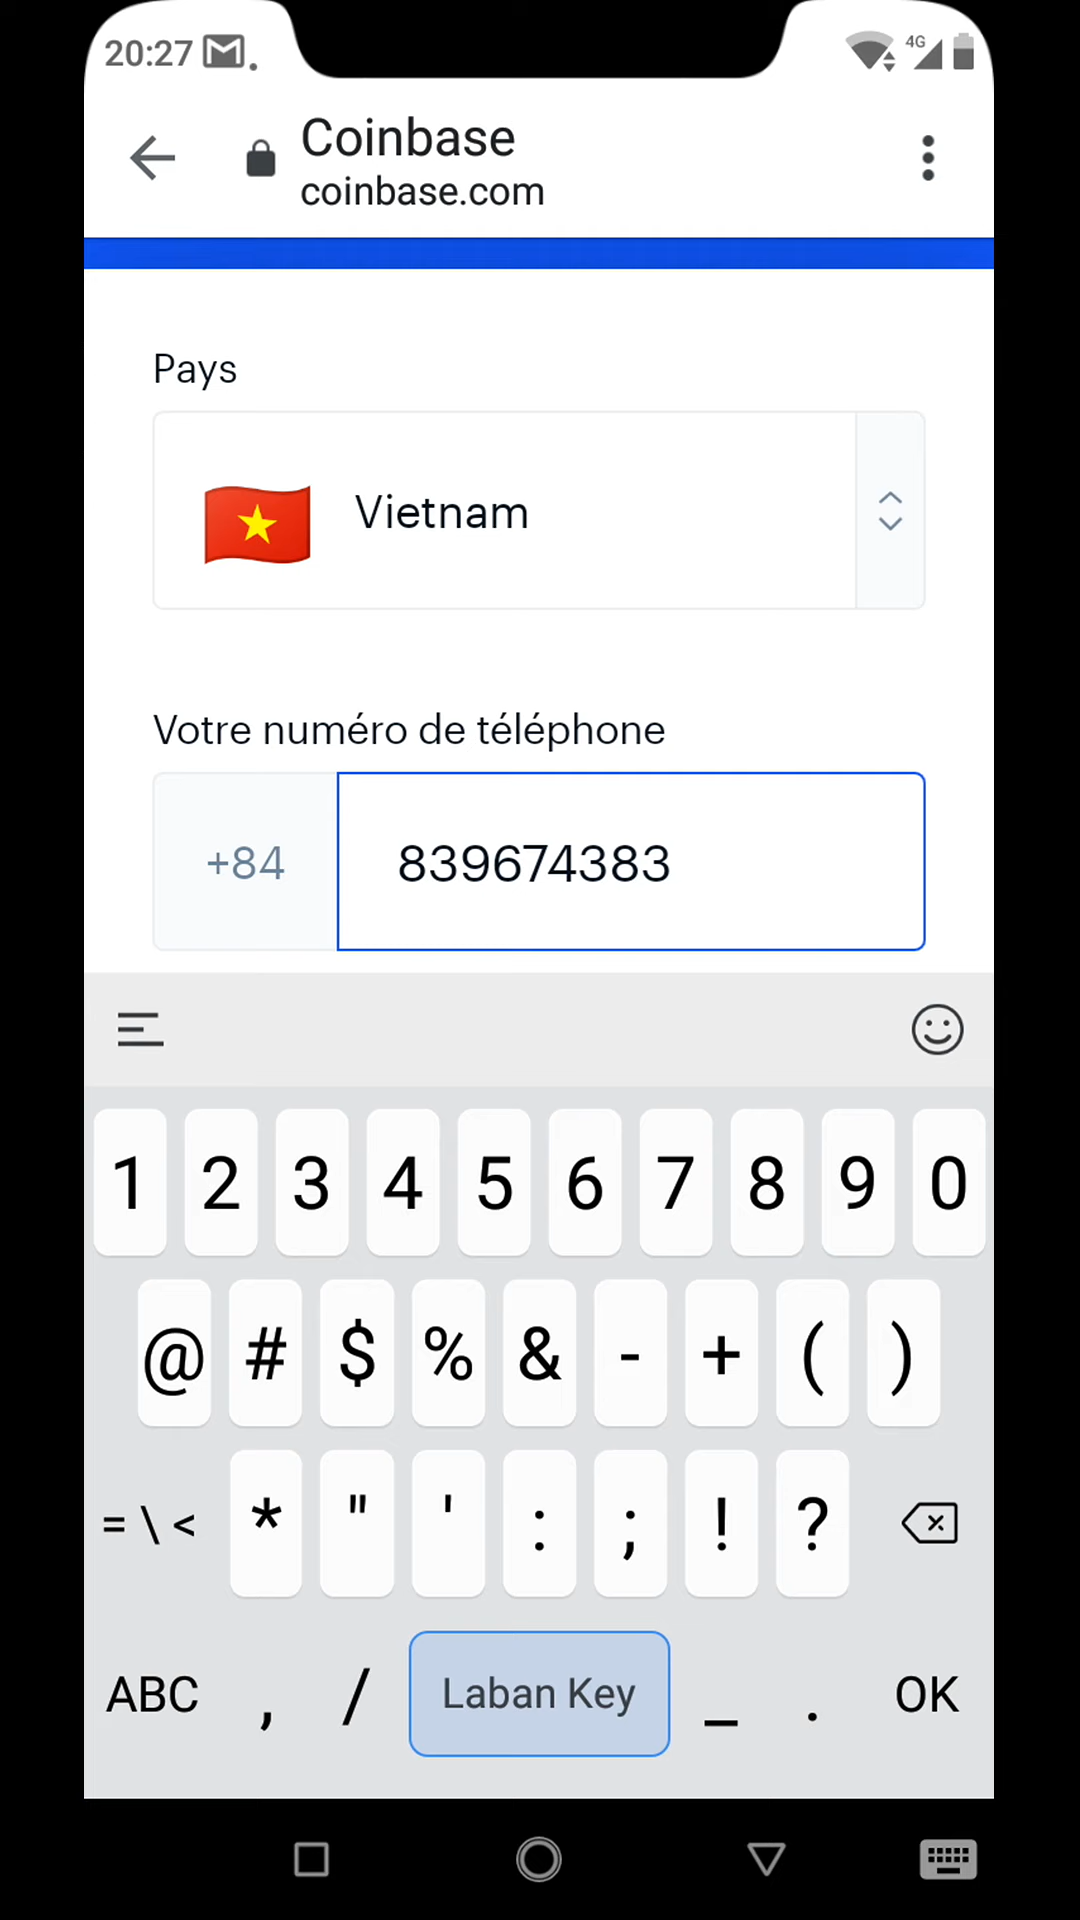 20:27
4G
Coinbase
coinbase.com
Pays
Vietnam
Votre numéro de téléphone
+84 839674383
1 2 3 4 5 6 7 8 9 0
@ # $ % & - + ( )
= \ < * " ' : ; ! ?
ABC , / Laban Key _ . OK